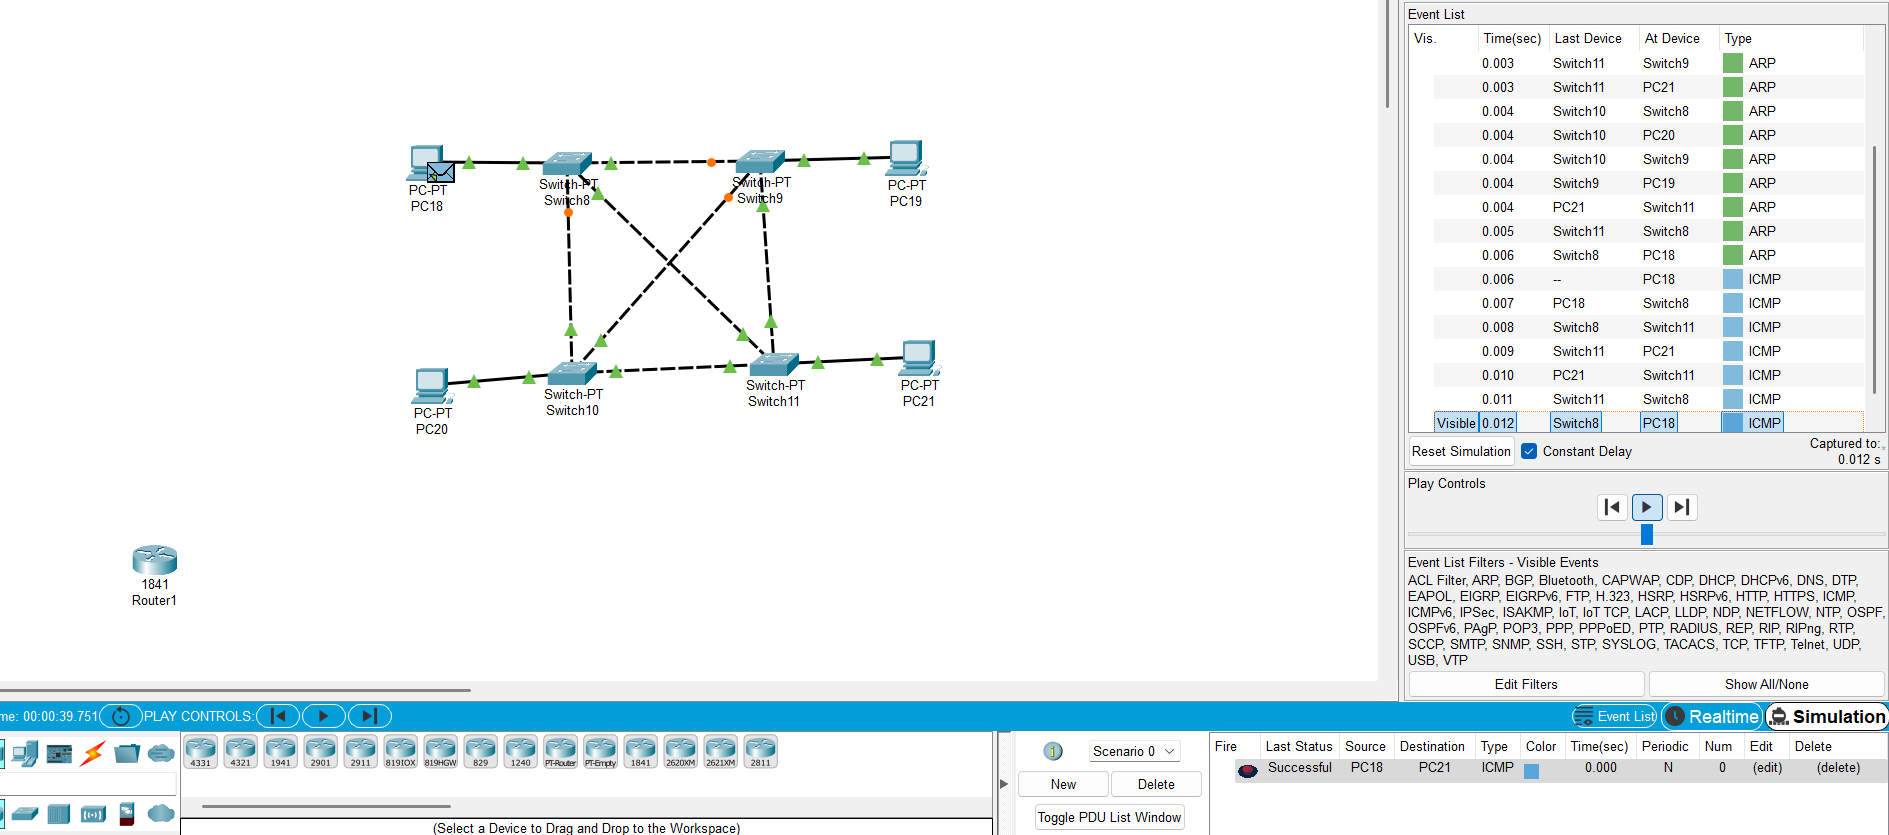 Event List
Vis. Time(sec) Last Device At Device Type
0.003 Switch11 Switch9 ARP
0.003 Switch11 PC21 ARP
0.004 Switch10 Switch8 ARP
0.004 Switch10 PC20 ARP
0.004 Switch10 Switch9 ARP
0.004 Switch9 PC19 ARP
0.004 PC21 Switch11 ARP
0.005 Switch11 Switch8 ARP
0.006 Switch8 PC18 ARP
0.006 -- PC18 ICMP
0.007 PC18 Switch8 ICMP
0.008 Switch8 Switch11 ICMP
0.009 Switch11 PC21 ICMP
0.010 PC21 Switch11 ICMP
0.011 Switch11 Switch8 ICMP
Visible 0.012 Switch8 PC18 ICMP
Reset Simulation Constant Delay Captured to:
0.012 s
Play Controls
Event List Filters - Visible Events
ACL Filter, ARP, BGP, Bluetooth, CAPWAP, CDP, DHCP, DHCPv6, DNS, DTP,
EAPOL, EIGRP, EIGRPv6, FTP, H.323, HSRP, HSRPv6, HTTP, HTTPS, ICMP,
ICMPv6, IPSec, ISAKMP, IoT, IoT TCP, LACP, LLDP, NDP, NETFLOW, NTP, OSPF,
OSPFv6, PAgP, POP3, PPP, PPPoED, PTP, RADIUS, REP, RIP, RIPng, RTP,
SCCP, SMTP, SNMP, SSH, STP, SYSLOG, TACACS, TCP, TFTP, Telnet, UDP,
USB, VTP
Edit Filters Show All/None
PC-PT
PC18
Switch-PT
Switch8
Switch-PT
Switch9
PC-PT
PC19
PC-PT
PC20
Switch-PT
Switch10
Switch-PT
Switch11
PC-PT
PC21
1841
Router1
me: 00:00:39.751 PLAY CONTROLS: Event List Realtime Simulation
4331 4321 1941 2901 2911 819IOX 819HGW 829 1240 PT-Router PT-Empty 1841 2620XM 2621XM 2811
(Select a Device to Drag and Drop to the Workspace)
Scenario 0
New Delete
Toggle PDU List Window
Fire Last Status Source Destination Type Color Time(sec) Periodic Num Edit Delete
Successful PC18 PC21 ICMP 0.000 N 0 (edit) (delete)